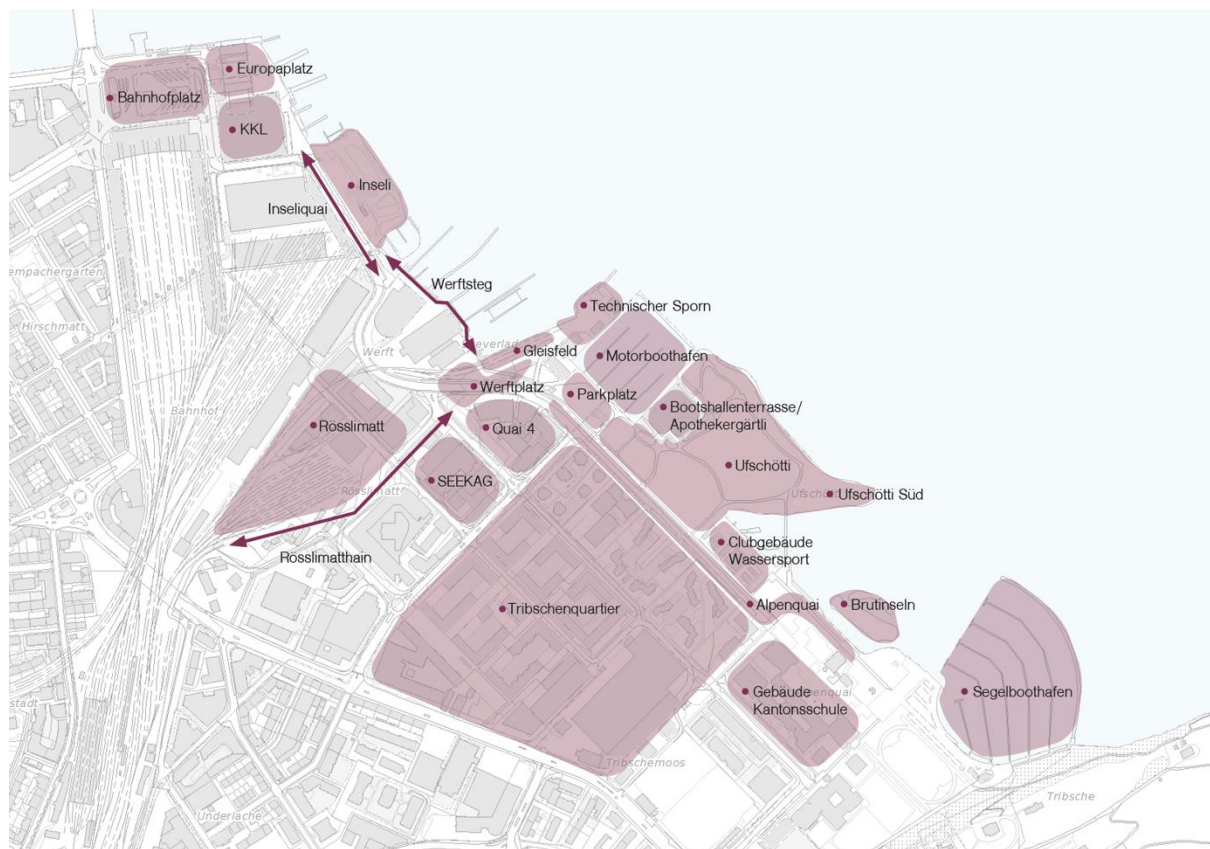 Europaplatz
Bahnhofplatz
KKL
Inseli
Inseliquai
Hirschmatt
Werftsteg
Technischer Sporn
Werft
Gleisfeld
Motorboothafen
Werftplatz
Parkplatz
Bahnhof
Bootshallenterrasse/
Apothekergärtli
Rösslimatt
Quai 4
Ufschötti
SEEKAG
Rösslimatt
Ufschötti Süd
Clubgebäude
Wassersport
Rösslimatthain
Tribschenquartier
Alpenquai
Brutinseln
Gebäude
Kantonsschule
Segelboothafen
Tribschemoos
Tribsche
Underlache